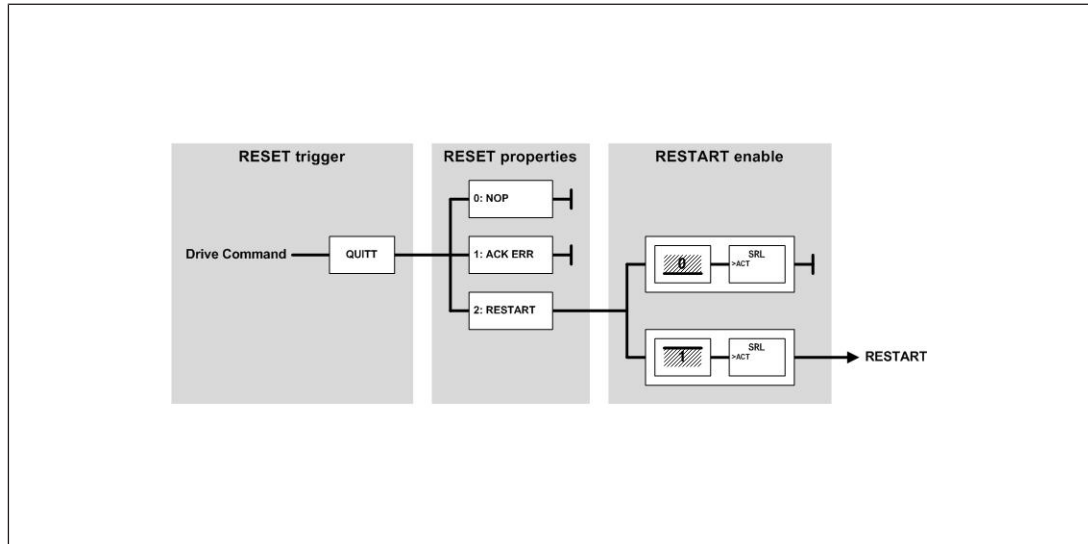 RESET trigger
RESET properties
RESTART enable
0: NOP
Drive Command
QUITT
1: ACK ERR
0
SRL
>ACT
2: RESTART
1
SRL
>ACT
RESTART